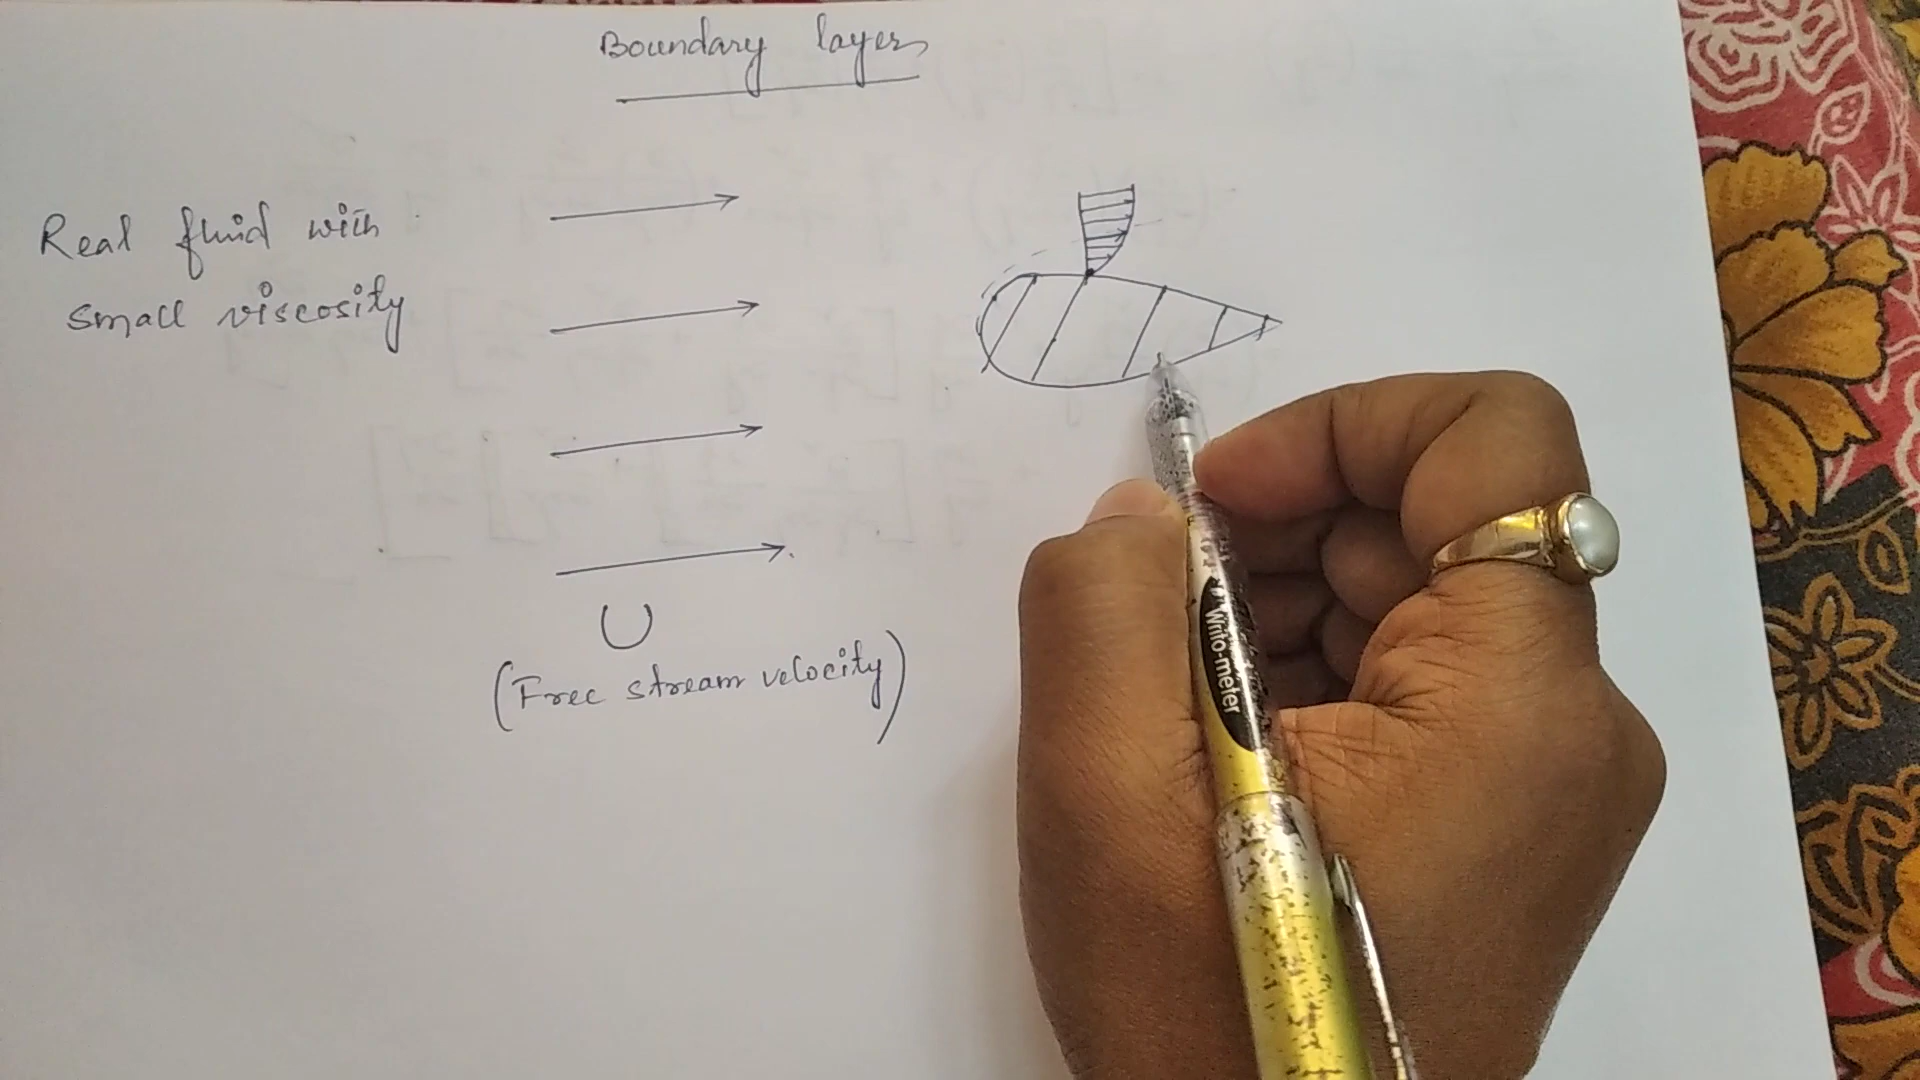 Boundary layer
Real fluid with
small viscosity
U
(Free stream velocity)
Writo-meter